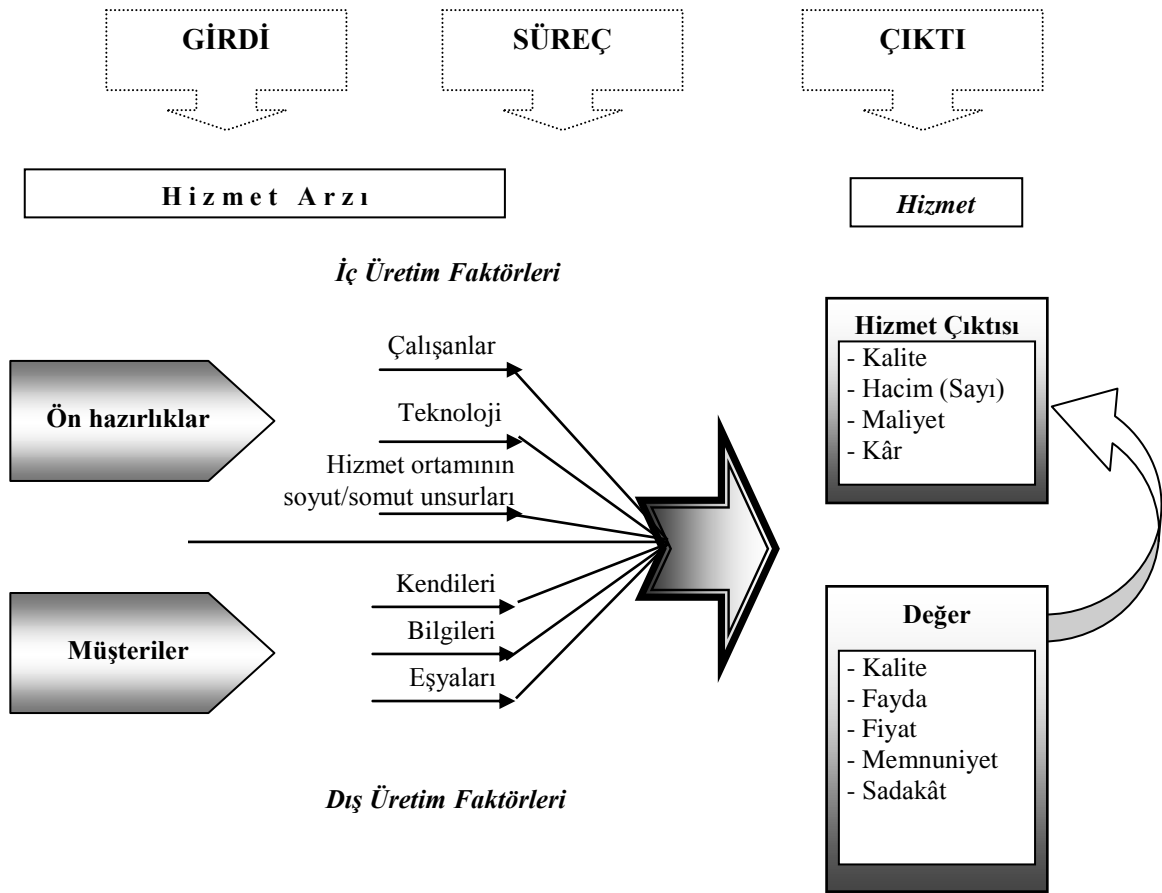 GİRDİ
SÜREÇ
ÇIKTI
Hizmet Arzı
Hizmet
İç Üretim Faktörleri
Ön hazırlıklar
Çalışanlar
Teknoloji
Hizmet ortamının
soyut/somut unsurları
Müşteriler
Kendileri
Bilgileri
Eşyaları
Dış Üretim Faktörleri
Hizmet Çıktısı
- Kalite
- Hacim (Sayı)
- Maliyet
- Kâr
Değer
- Kalite
- Fayda
- Fiyat
- Memnuniyet
- Sadakât